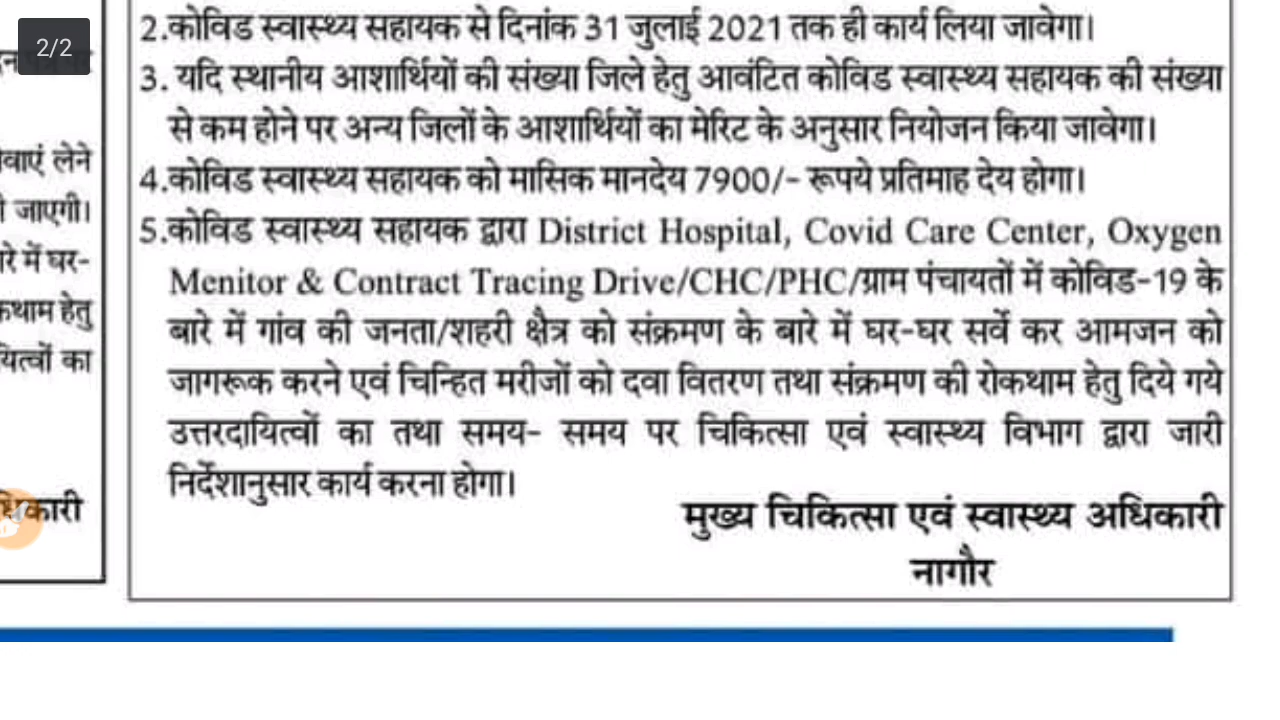 2/2
2.कोविड स्वास्थ्य सहायक से दिनांक 31 जुलाई 2021 तक ही कार्य लिया जावेगा।
3. यदि स्थानीय आशार्थियों की संख्या जिले हेतु आवंटित कोविड स्वास्थ्य सहायक की संख्या
से कम होने पर अन्य जिलों के आशार्थियों का मेरिट के अनुसार नियोजन किया जावेगा।
4.कोविड स्वास्थ्य सहायक को मासिक मानदेय 7900/- रूपये प्रतिमाह देय होगा।
5.कोविड स्वास्थ्य सहायक द्वारा District Hospital, Covid Care Center, Oxygen
Menitor & Contract Tracing Drive/CHC/PHC/ग्राम पंचायतों में कोविड-19 के
बारे में गांव की जनता/शहरी क्षैत्र को संक्रमण के बारे में घर-घर सर्वे कर आमजन को
जागरूक करने एवं चिन्हित मरीजों को दवा वितरण तथा संक्रमण की रोकथाम हेतु दिये गये
उत्तरदायित्वों का तथा समय- समय पर चिकित्सा एवं स्वास्थ्य विभाग द्वारा जारी
निर्देशानुसार कार्य करना होगा।
मुख्य चिकित्सा एवं स्वास्थ्य अधिकारी
नागौर
लेने
जाएगी।
में घर-
हेतु
का